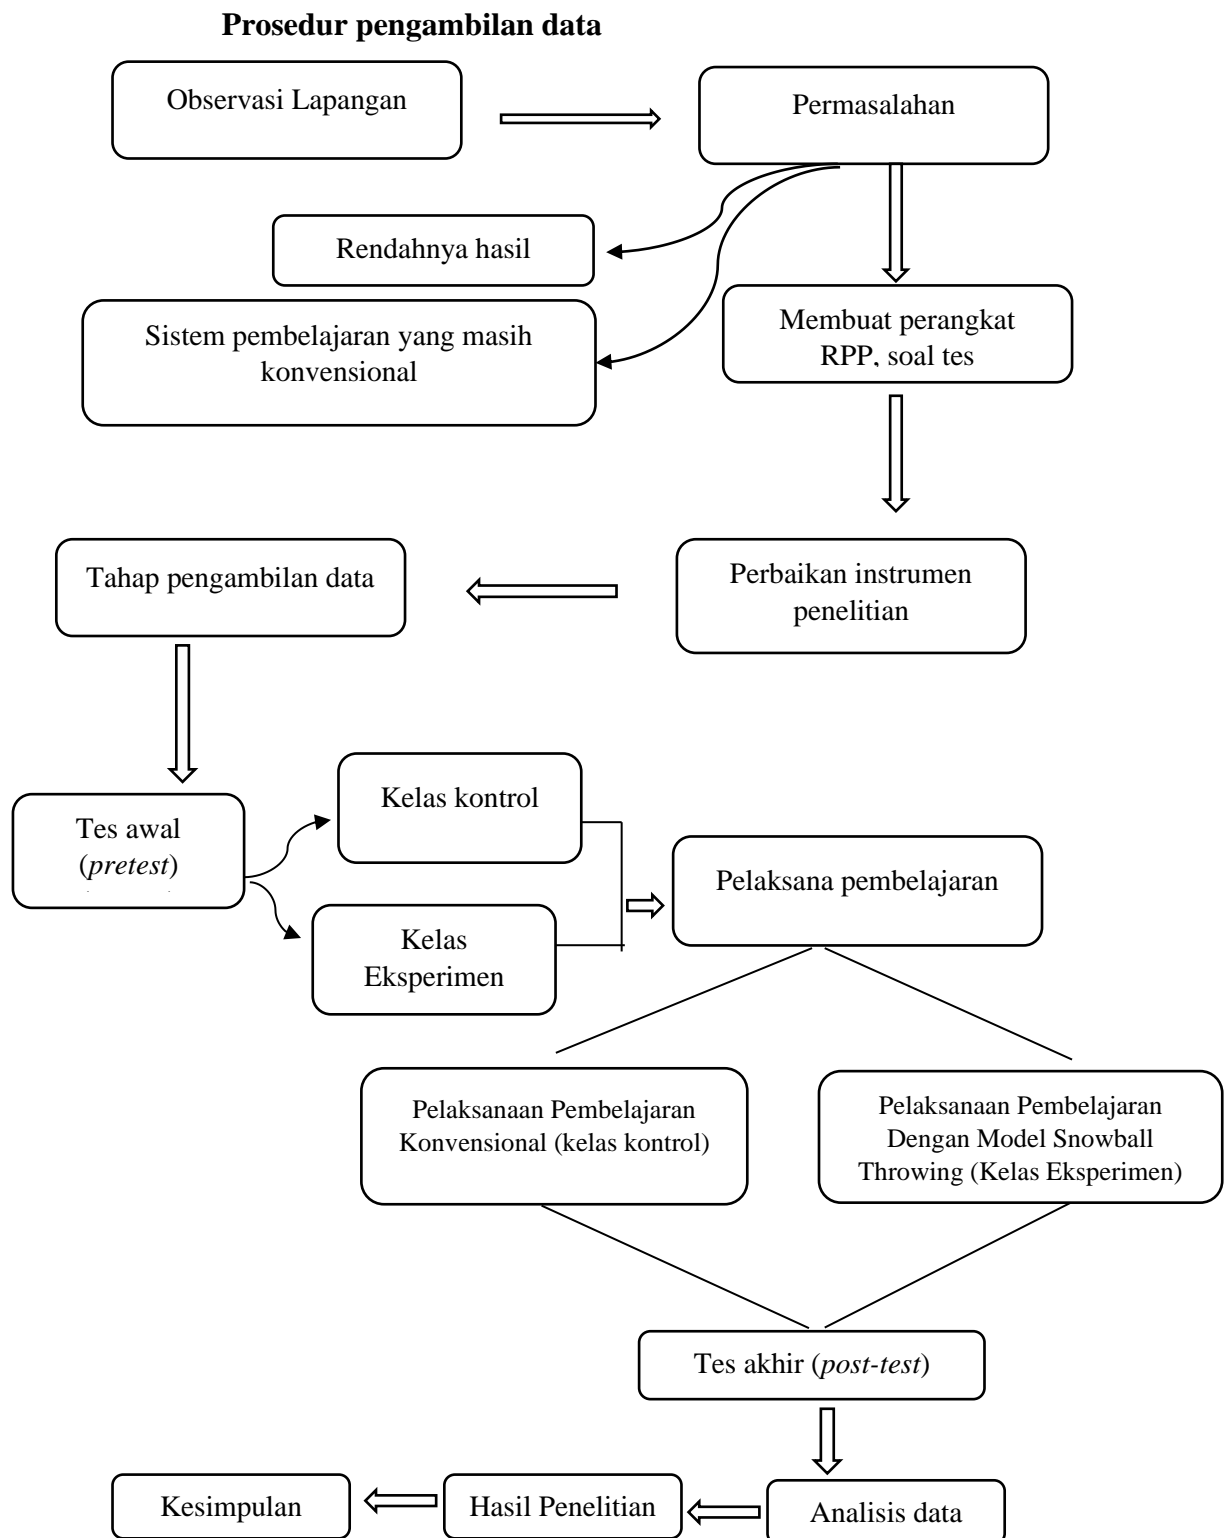 Prosedur pengambilan data
Observasi Lapangan
Permasalahan
Rendahnya hasil
Sistem pembelajaran yang masih
konvensional
Membuat perangkat
RPP, soal tes
Perbaikan instrumen
penelitian
Tahap pengambilan data
Tes awal
(pretest)
Kelas kontrol
Kelas
Eksperimen
Pelaksana pembelajaran
Pelaksanaan Pembelajaran
Konvensional (kelas kontrol)
Pelaksanaan Pembelajaran
Dengan Model Snowball
Throwing (Kelas Eksperimen)
Tes akhir (post-test)
Analisis data
Hasil Penelitian
Kesimpulan